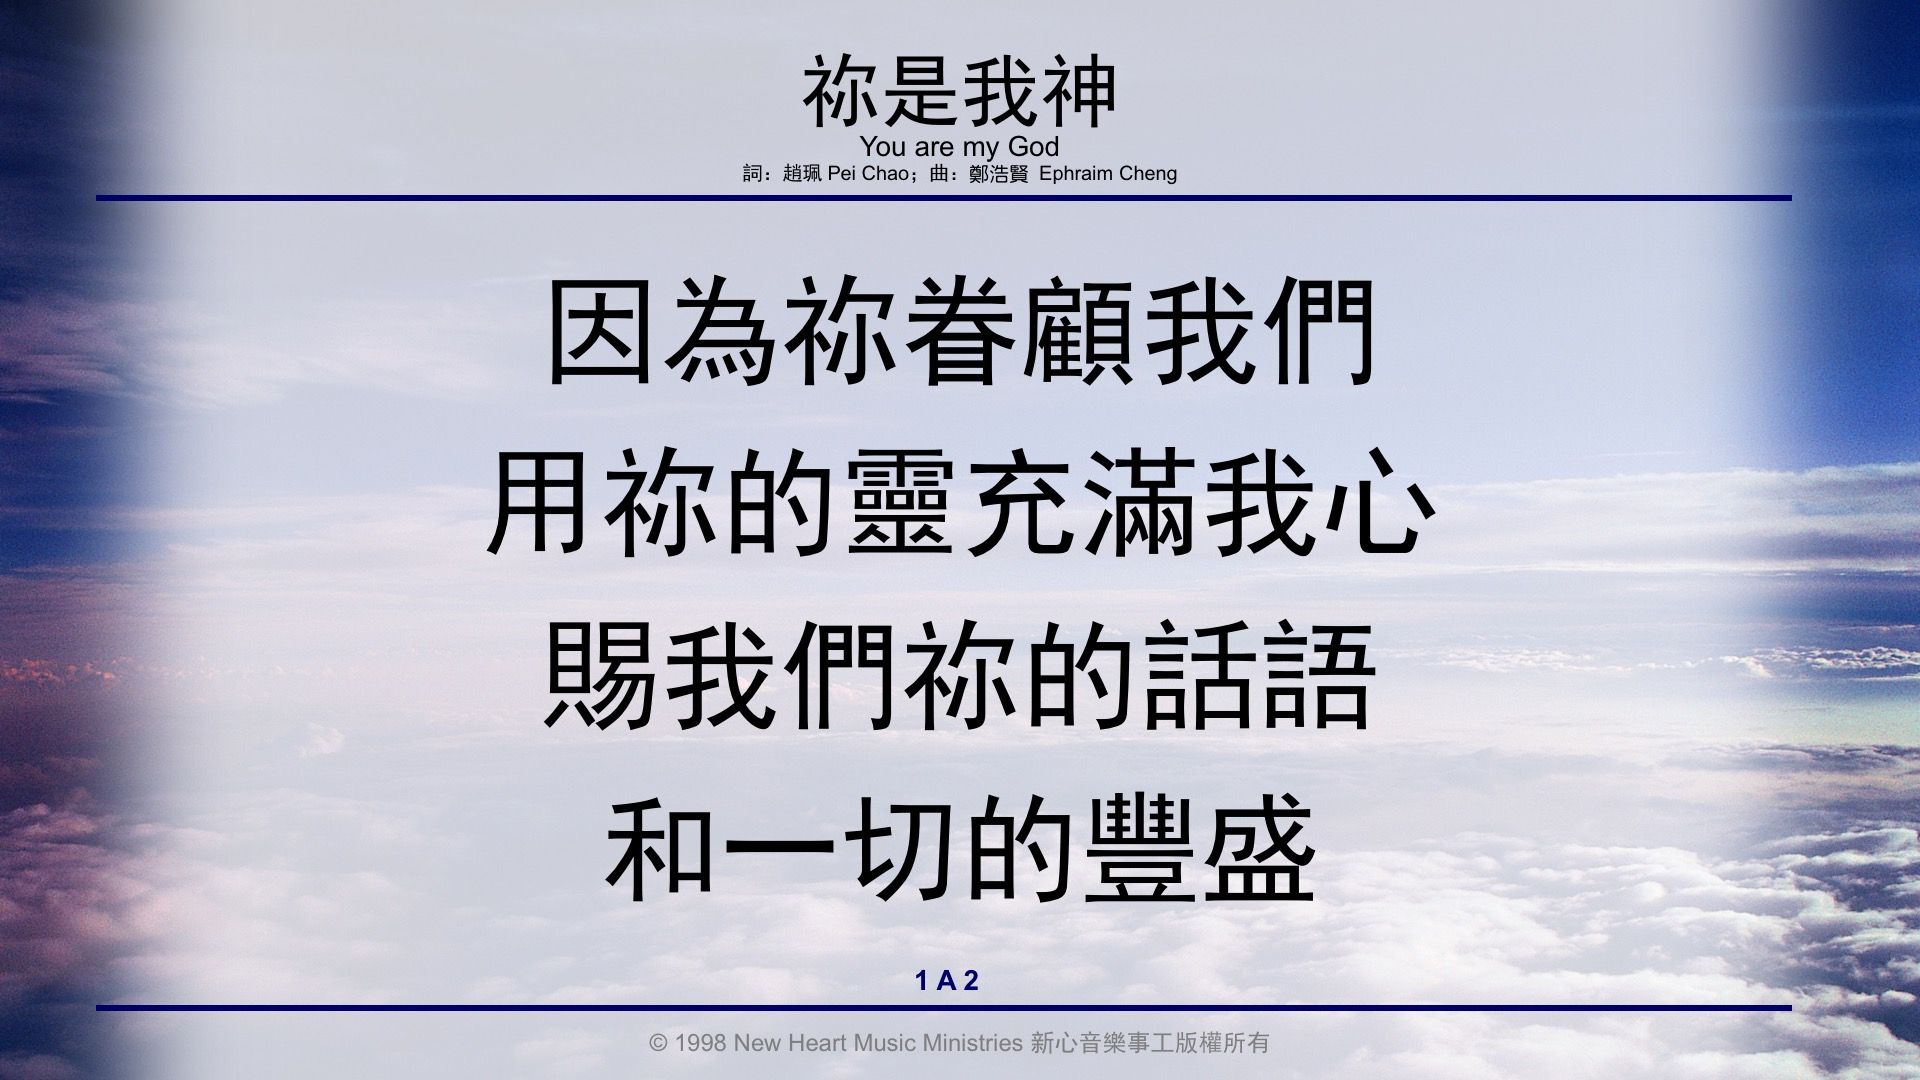 祢是我神
You are my God
詞：趙珮 Pei Chao；曲：鄭浩賢 Ephraim Cheng
因為祢眷顧我們
用祢的靈充滿我心
賜我們祢的話語
和一切的豐盛
1 A 2
© 1998 New Heart Music Ministries 新心音樂事工版權所有